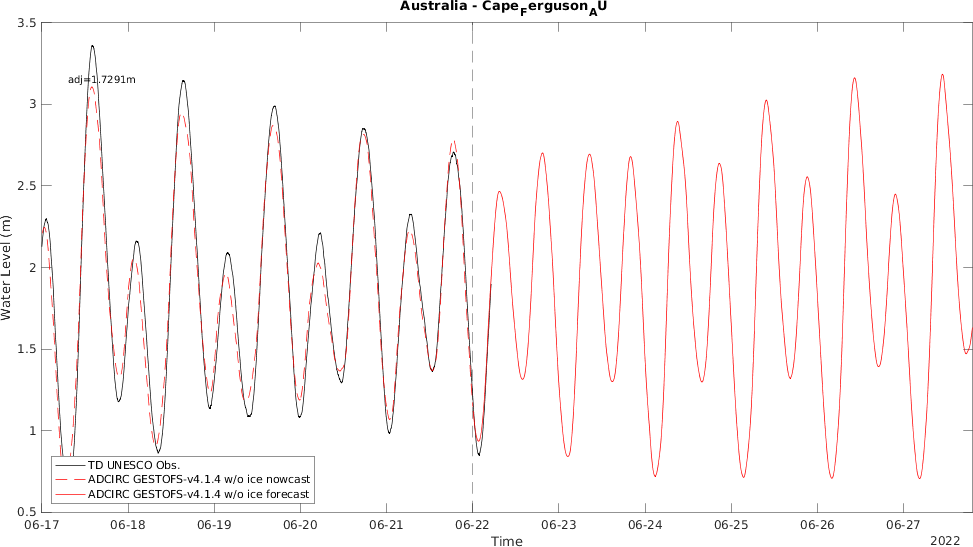 Australia - Cape_Ferguson_AU
3.5
adj=1.7291m
3
2.5
2
1.5
1
0.5
Water Level (m)
TD UNESCO Obs.
ADCIRC GESTOFS-v4.1.4 w/o ice nowcast
ADCIRC GESTOFS-v4.1.4 w/o ice forecast
06-17 06-18 06-19 06-20 06-21 06-22 06-23 06-24 06-25 06-26 06-27
Time
2022